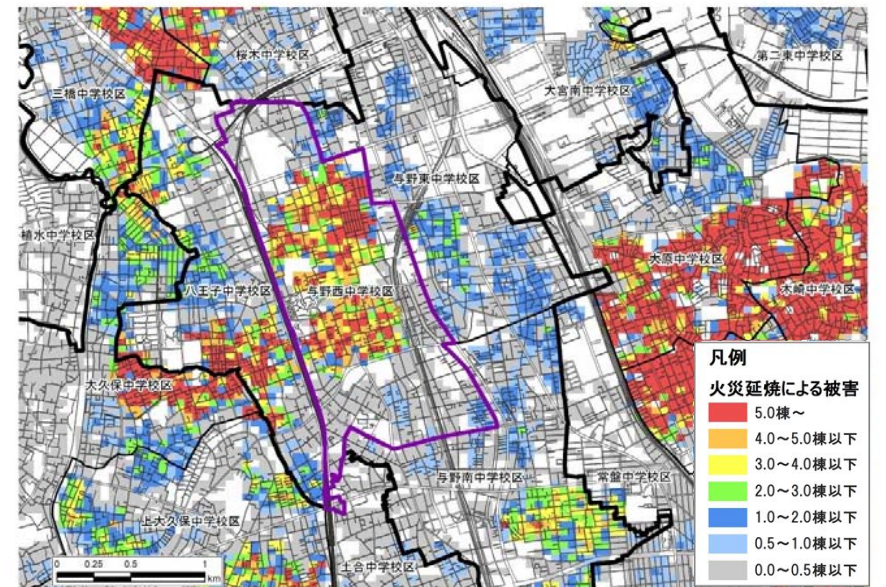 桜木中学校区
第二東中学校区
三橋中学校区
大宮南中学校区
与野東中学校区
植水中学校区
大原中学校区
八王子中学校区
与野西中学校区
木崎中学校区
大久保中学校区
与野南中学校区
常盤中学校区
上大久保中学校区
土合中学校区
凡例
火災延焼による被害
5.0棟~
4.0~5.0棟以下
3.0~4.0棟以下
2.0~3.0棟以下
1.0~2.0棟以下
0.5~1.0棟以下
0.0~0.5棟以下
0 0.25 0.5 1
km